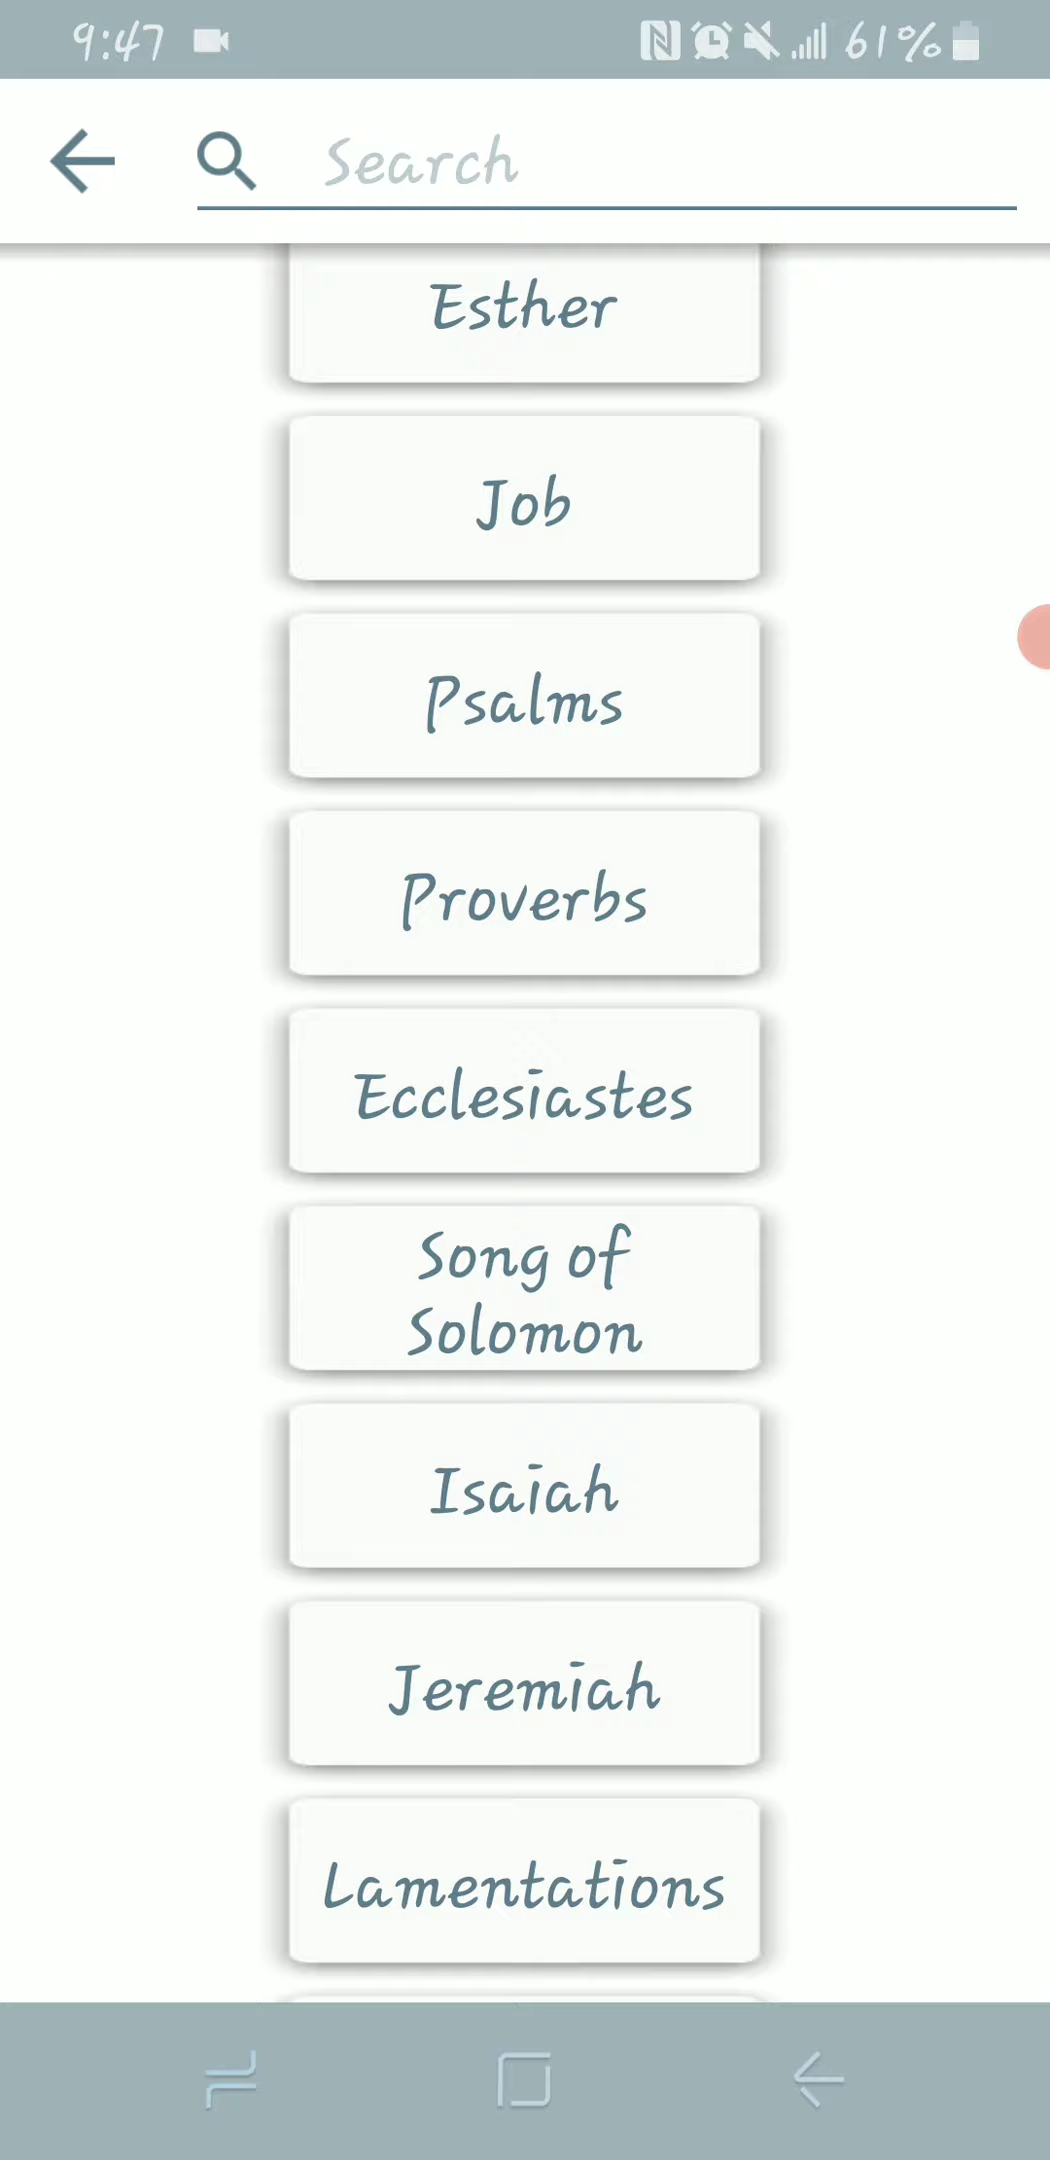 9:47 61%
Search
Esther
Job
Psalms
Proverbs
Ecclesiastes
Song of
Solomon
Isaiah
Jeremiah
Lamentations